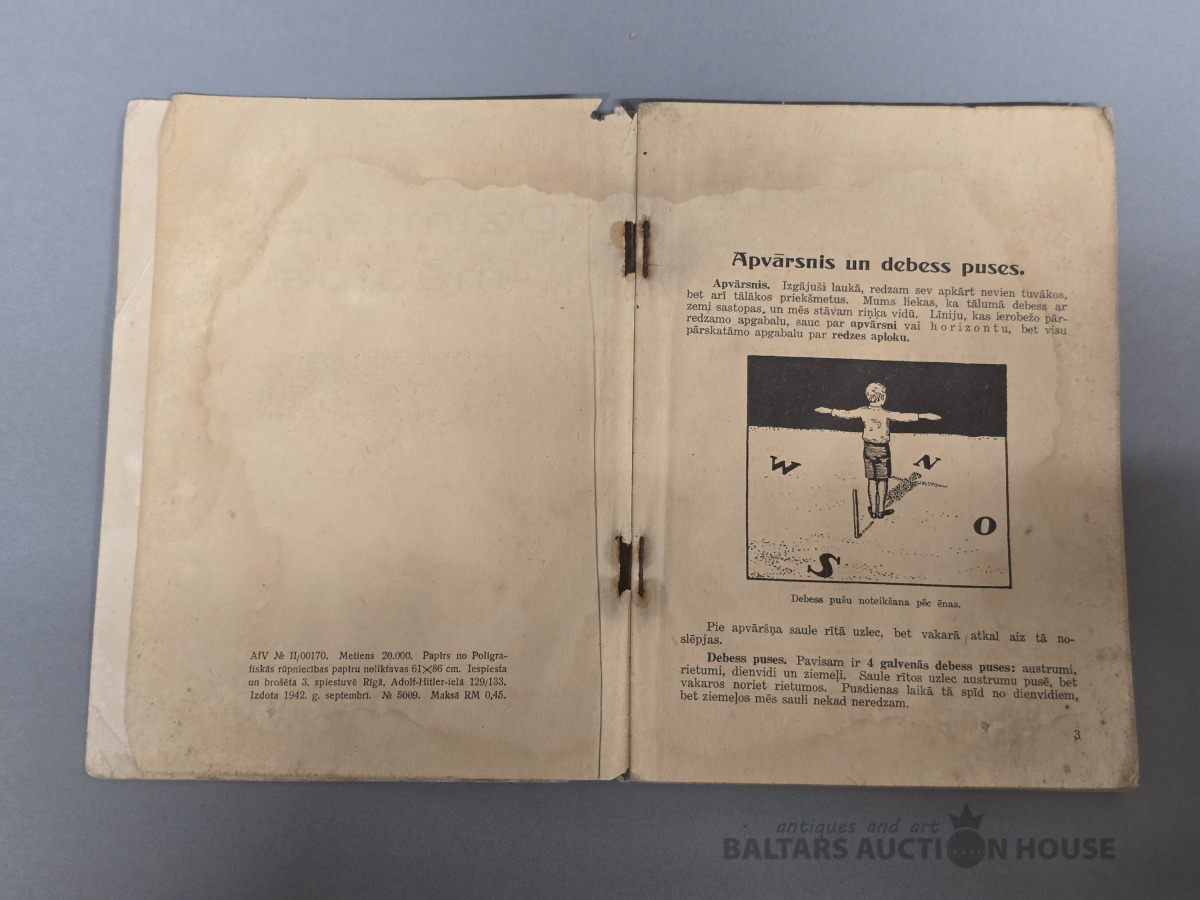 AfV № II/00170. Metiens 20.000. Papīrs no Poligra-
fiskās rūpniecības papīru noliktavas 61×86 cm. Iespiesta
un brošēta 3. spiestuvē Rīgā, Adolf-Hitler-ielā 129/133.
Izdota 1942. g. septembrī. № 5009. Maksā RM 0,45.
Apvārsnis un debess puses.
Apvārsnis. Izgājuši laukā, redzam sev apkārt nevien tuvākos,
bet arī tālākos priekšmetus. Mums liekas, ka tālumā debess ar
zemi sastopas, un mēs stāvam riņķa vidū. Līniju, kas ierobežo pār-
redzamo apgabalu, sauc par apvārsni vai horizontu, bet visu
pārskatāmo apgabalu par redzes aploku.
W
N
O
S
Debess pušu noteikšana pēc ēnas.
Pie apvāršņa saule rītā uzlec, bet vakarā atkal aiz tā no-
slēpjas.
Debess puses. Pavisam ir 4 galvenās debess puses: austrumi,
rietumi, dienvidi un ziemeļi. Saule rītos uzlec austrumu pusē, bet
vakaros noriet rietumos. Pusdienas laikā tā spīd no dienvidiem,
bet ziemeļos mēs sauli nekad neredzam.
3
antiques and art
BALTARS AUCTION HOUSE